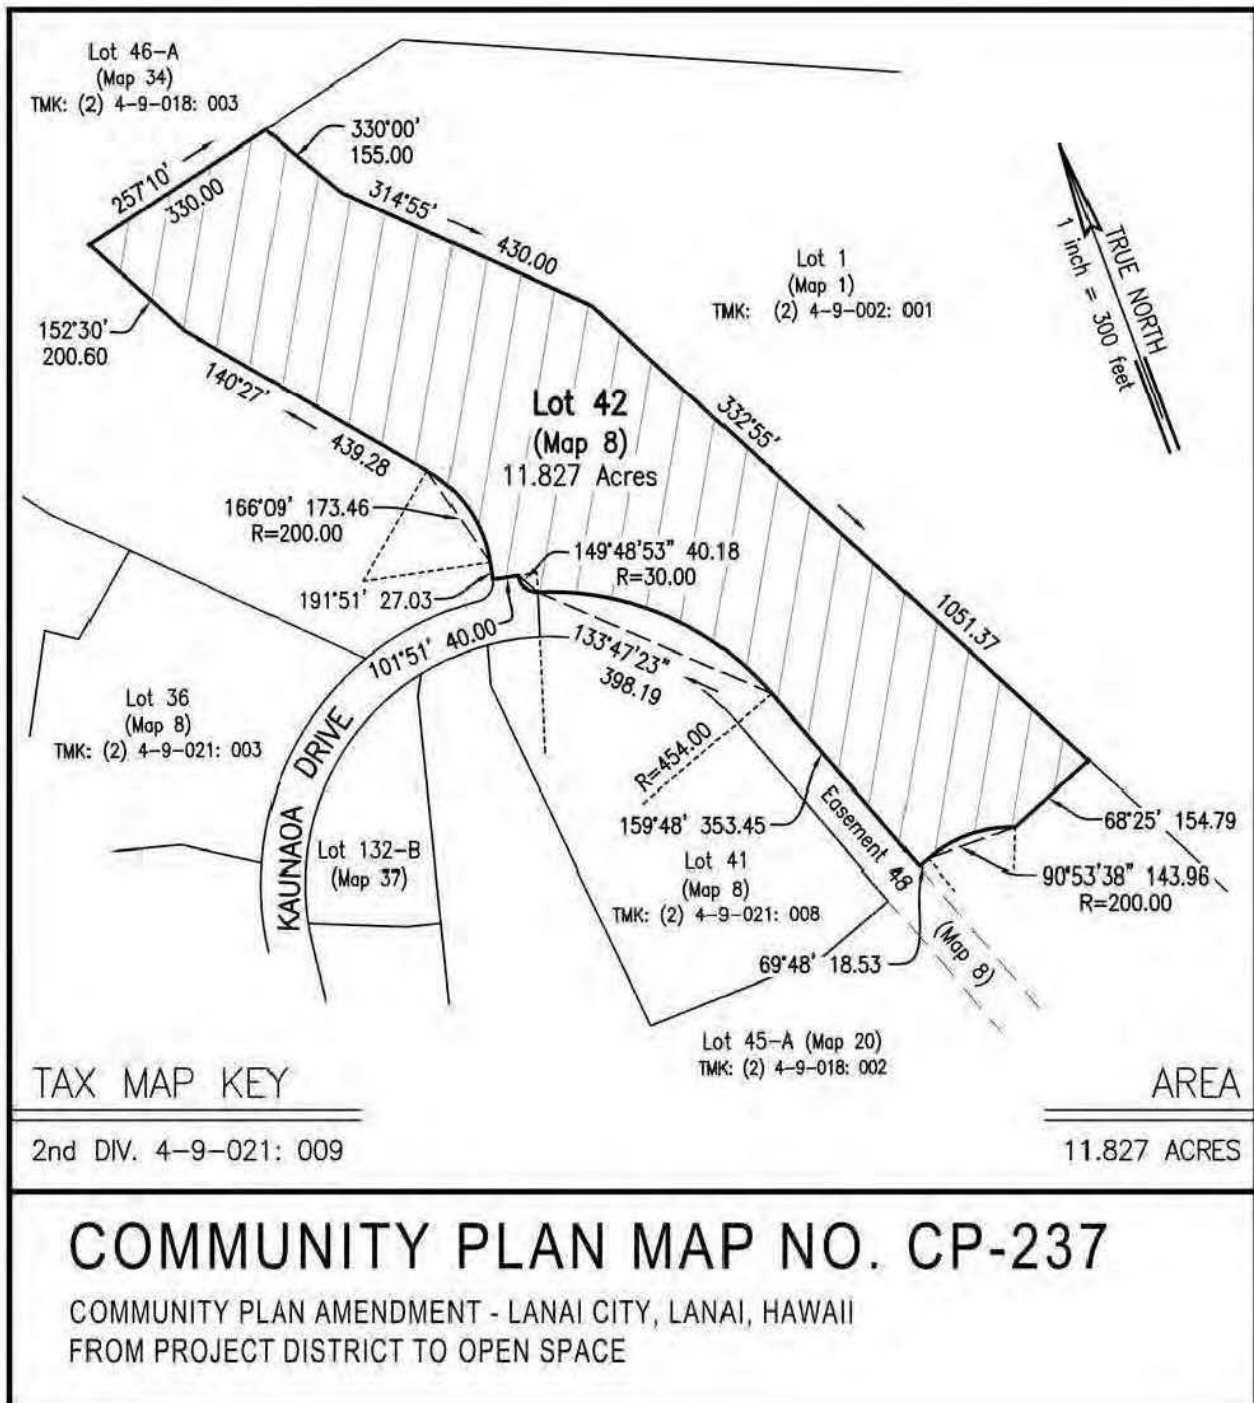 Lot 46-A
(Map 34)
TMK: (2) 4-9-018: 003
330°00'
155.00
257°10'
330.00
314°55'
430.00
Lot 1
(Map 1)
TMK: (2) 4-9-002: 001
TRUE NORTH
1 inch = 300 feet
152°30'
200.60
140°27'
439.28
Lot 42
(Map 8)
11.827 Acres
332°55'
1051.37
166°09' 173.46
R=200.00
149°48'53" 40.18
R=30.00
191°51' 27.03
101°51' 40.00
133°47'23"
398.19
Lot 36
(Map 8)
TMK: (2) 4-9-021: 003
KAUNAOA DRIVE
R=454.00
159°48' 353.45
Easement 48
(Map 8)
68°25' 154.79
90°53'38" 143.96
R=200.00
Lot 132-B
(Map 37)
Lot 41
(Map 8)
TMK: (2) 4-9-021: 008
69°48' 18.53
Lot 45-A (Map 20)
TMK: (2) 4-9-018: 002
TAX MAP KEY
2nd DIV. 4-9-021: 009
AREA
11.827 ACRES
COMMUNITY PLAN MAP NO. CP-237
COMMUNITY PLAN AMENDMENT - LANAI CITY, LANAI, HAWAII
FROM PROJECT DISTRICT TO OPEN SPACE